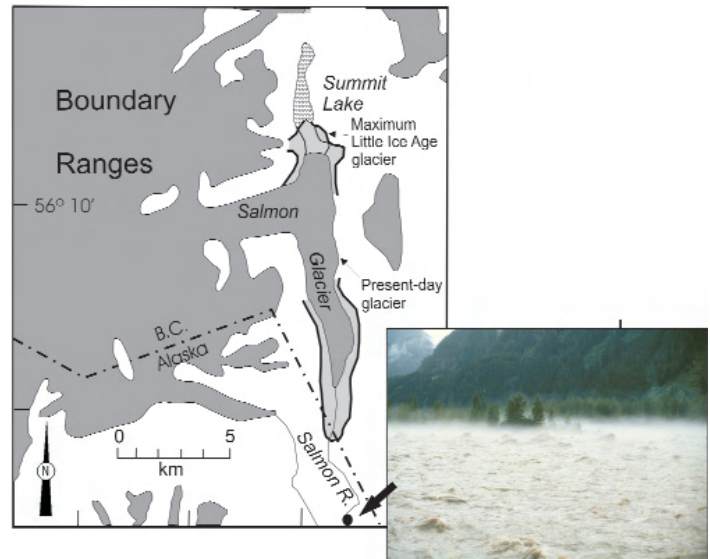 Boundary
Ranges
Summit
Lake
Maximum
Little Ice Age
glacier
56° 10'
Salmon
Glacier
Present-day
glacier
B.C.
Alaska
0 5
km
Salmon R.
N